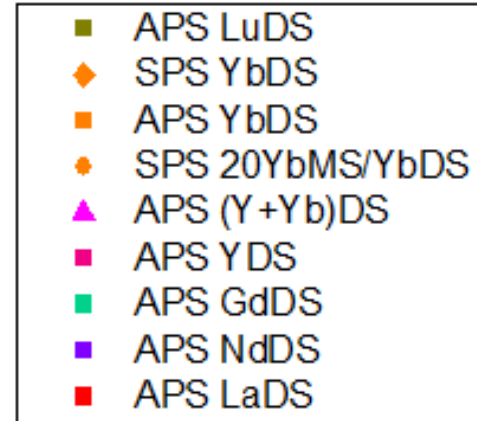 APS LuDS
SPS YbDS
APS YbDS
SPS 20YbMS/YbDS
APS (Y+Yb)DS
APS YDS
APS GdDS
APS NdDS
APS LaDS